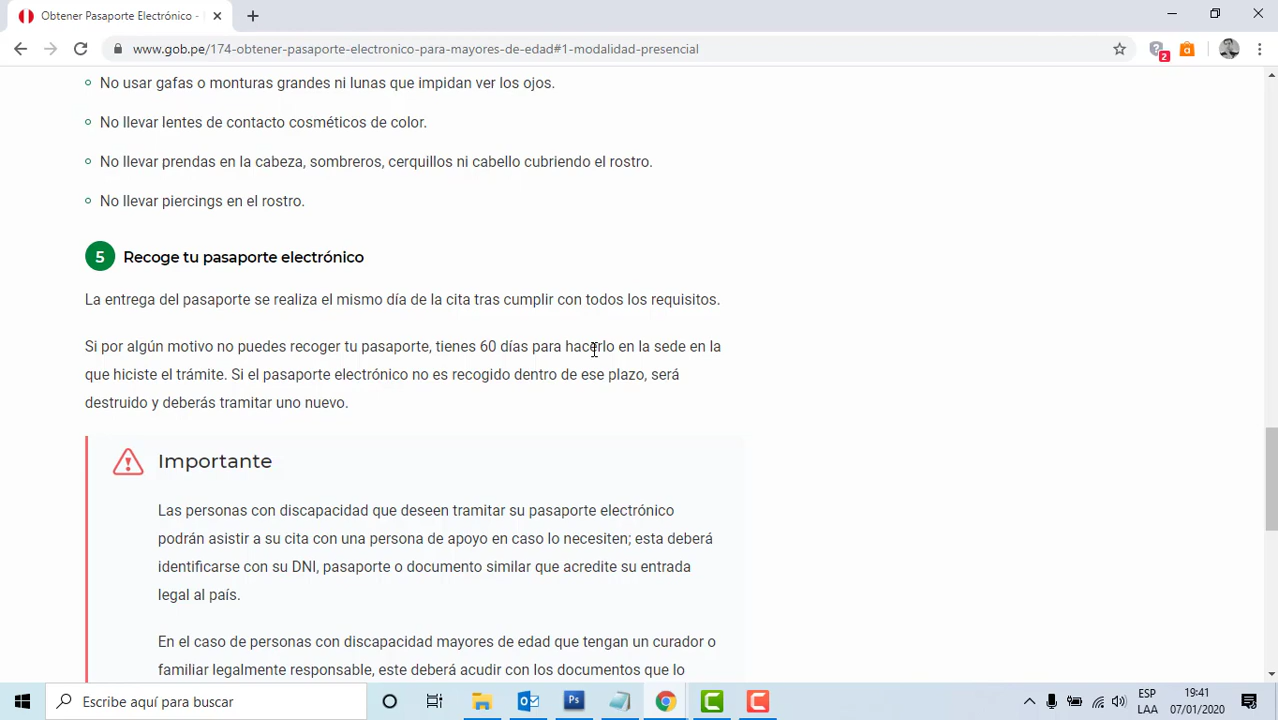 Obtener Pasaporte Electrónico -
www.gob.pe/174-obtener-pasaporte-electronico-para-mayores-de-edad#1-modalidad-presencial
2
No usar gafas o monturas grandes ni lunas que impidan ver los ojos.
No llevar lentes de contacto cosméticos de color.
No llevar prendas en la cabeza, sombreros, cerquillos ni cabello cubriendo el rostro.
No llevar piercings en el rostro.
5 Recoge tu pasaporte electrónico
La entrega del pasaporte se realiza el mismo día de la cita tras cumplir con todos los requisitos.
Si por algún motivo no puedes recoger tu pasaporte, tienes 60 días para hacerlo en la sede en la
que hiciste el trámite. Si el pasaporte electrónico no es recogido dentro de ese plazo, será
destruido y deberás tramitar uno nuevo.
Importante
Las personas con discapacidad que deseen tramitar su pasaporte electrónico
podrán asistir a su cita con una persona de apoyo en caso lo necesiten; esta deberá
identificarse con su DNI, pasaporte o documento similar que acredite su entrada
legal al país.
En el caso de personas con discapacidad mayores de edad que tengan un curador o
familiar legalmente responsable, este deberá acudir con los documentos que lo
Escribe aquí para buscar
Ps
ESP
LAA
19:41
07/01/2020